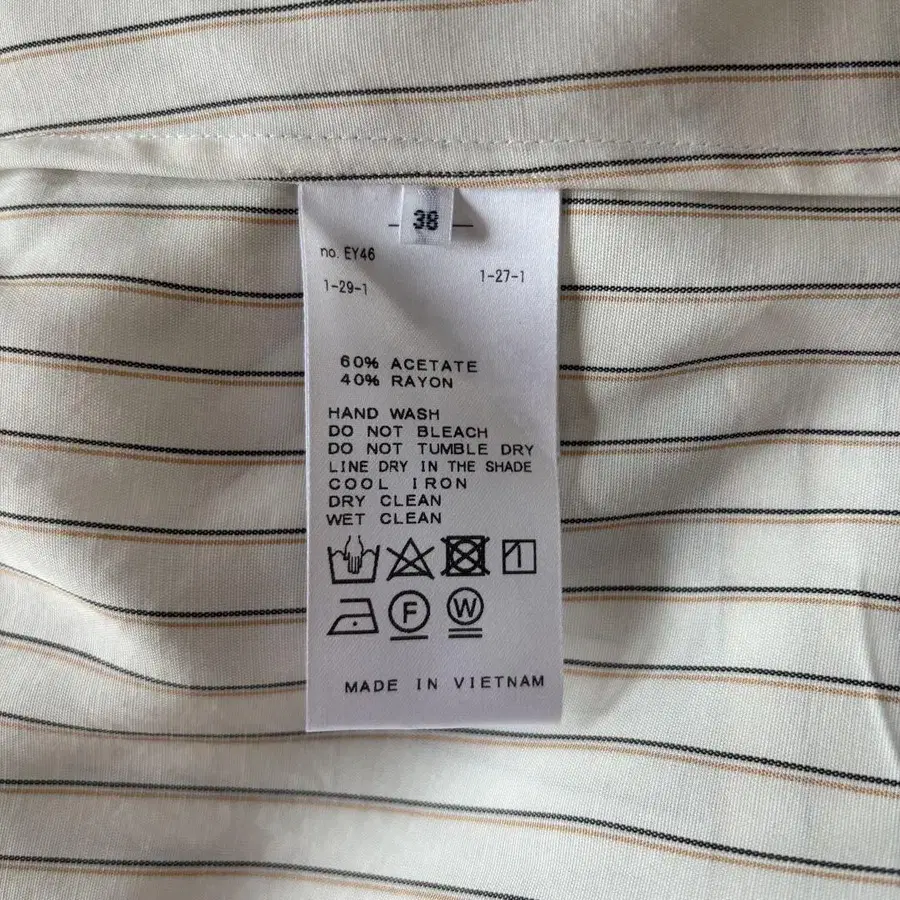 38
no. EY46
1-29-1
1-27-1
60% ACETATE
40% RAYON
HAND WASH
DO NOT BLEACH
DO NOT TUMBLE DRY
LINE DRY IN THE SHADE
COOL IRON
DRY CLEAN
WET CLEAN
F W
MADE IN VIETNAM